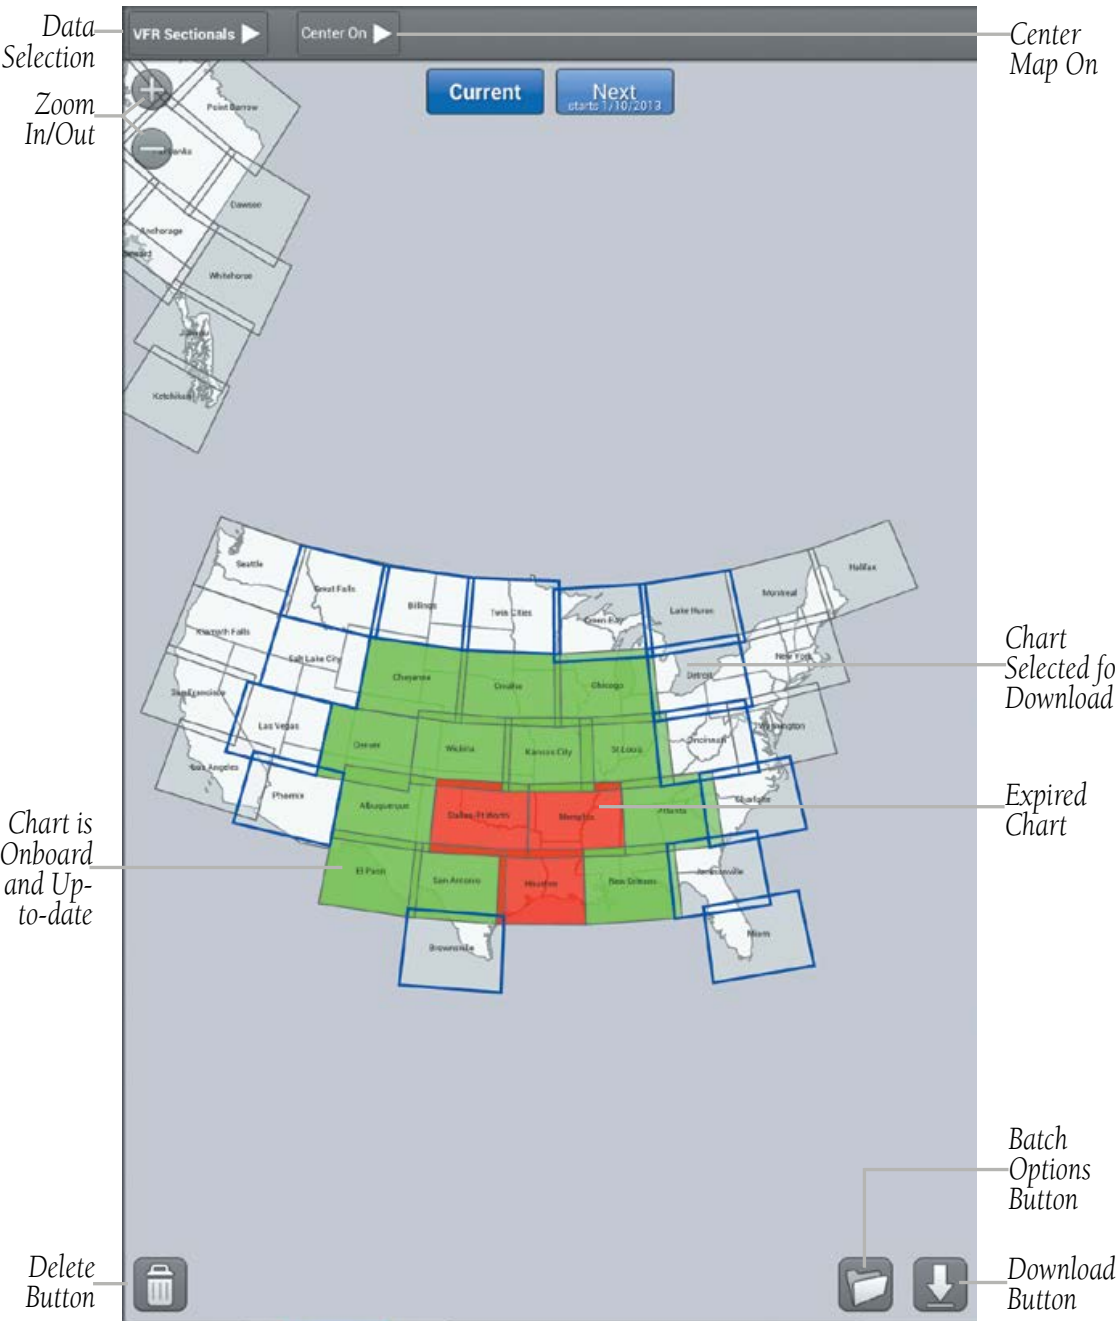 Data
Selection
VFR Sectionals
Center On
Center
Map On
Zoom
In/Out
Current
Next
starts 1/10/2013
Point Barrow
Dawson
Anchorage
Whitehorse
Juneau
Ketchikan
Seattle
Great Falls
Billings
Twin Cities
Green Bay
Lake Huron
Montreal
Halifax
Klamath Falls
Salt Lake City
Cheyenne
Omaha
Chicago
Detroit
New York
Chart
Selected fo
Download
San Francisco
Las Vegas
Denver
Wichita
Kansas City
St Louis
Cincinnati
Washington
Los Angeles
Phoenix
Albuquerque
Dallas-Ft Worth
Memphis
Atlanta
Charlotte
Expired
Chart
Chart is
Onboard
and Up-
to-date
El Paso
San Antonio
Houston
New Orleans
Jacksonville
Brownsville
Miami
Batch
Options
Button
Delete
Button
Download
Button